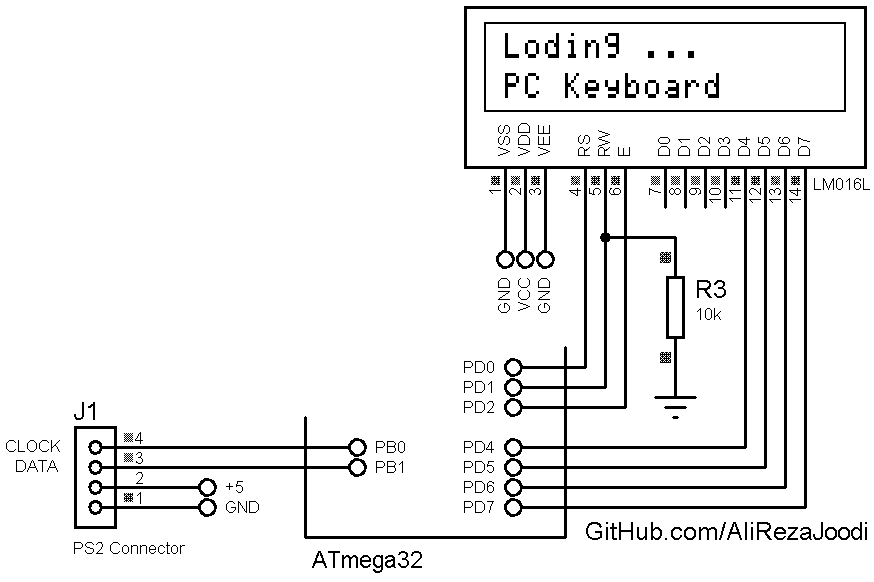 Loding ...
PC Keyboard
VSS VDD VEE RS RW E D0 D1 D2 D3 D4 D5 D6 D7
1 2 3 4 5 6 7 8 9 10 11 12 13 14
LM016L
GND VCC GND
R3
10k
PD0
PD1
PD2
J1
CLOCK 4 PB0 PD4
DATA 3 PB1 PD5
2 +5 PD6
1 GND PD7
GitHub.com/AliRezaJoodi
PS2 Connector
ATmega32